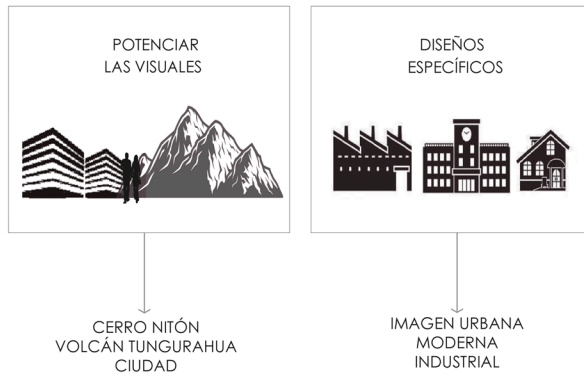 POTENCIAR
LAS VISUALES
DISEÑOS
ESPECÍFICOS
CERRO NITÓN
VOLCÁN TUNGURAHUA
CIUDAD
IMAGEN URBANA
MODERNA
INDUSTRIAL